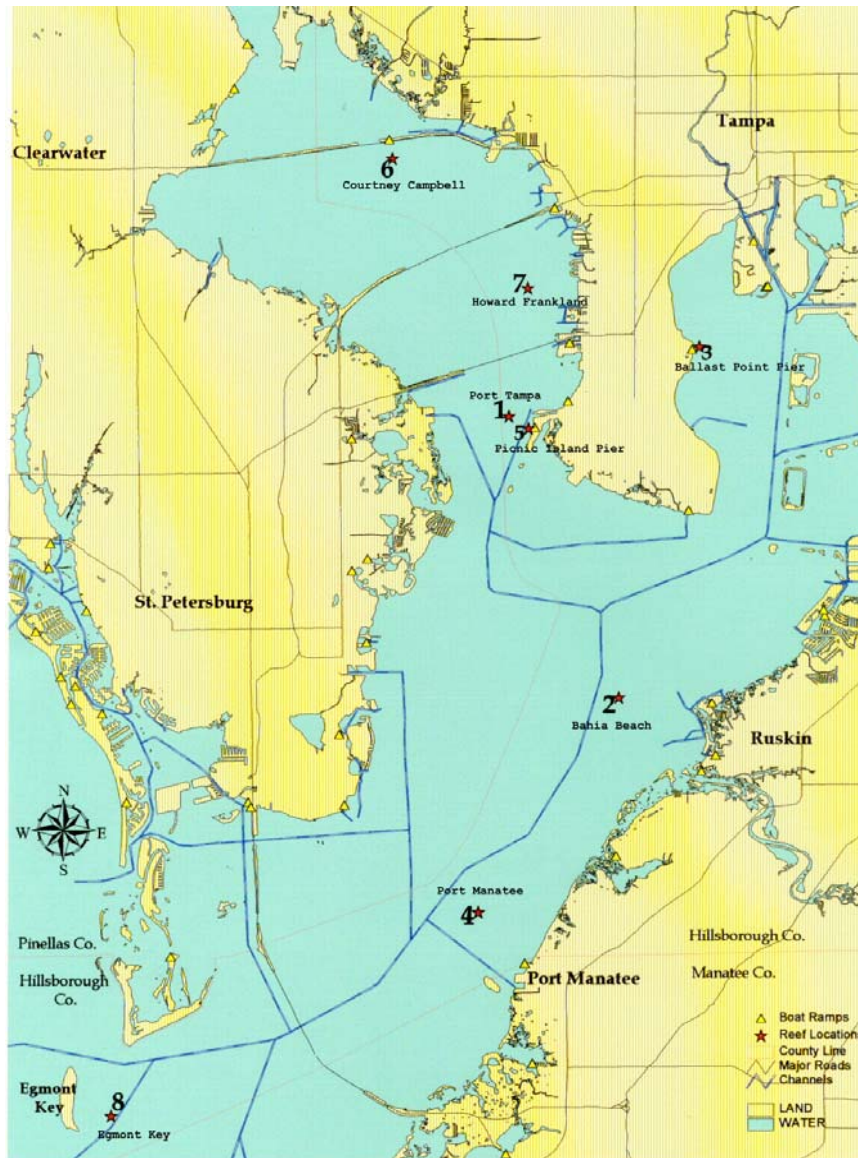 Tampa
Clearwater
6
Courtney Campbell
7
Howard Frankland
3
Ballast Point Pier
Port Tampa
1
5
Picnic Island Pier
St. Petersburg
2
Bahia Beach
Ruskin
N
W E
S
Port Manatee
4
Pinellas Co.
Hillsborough
Co.
Hillsborough Co.
Manatee Co.
Port Manatee
Boat Ramps
Reef Location
County Line
Major Roads
Channels
LAND
WATER
Egmont
Key
8
Egmont Key